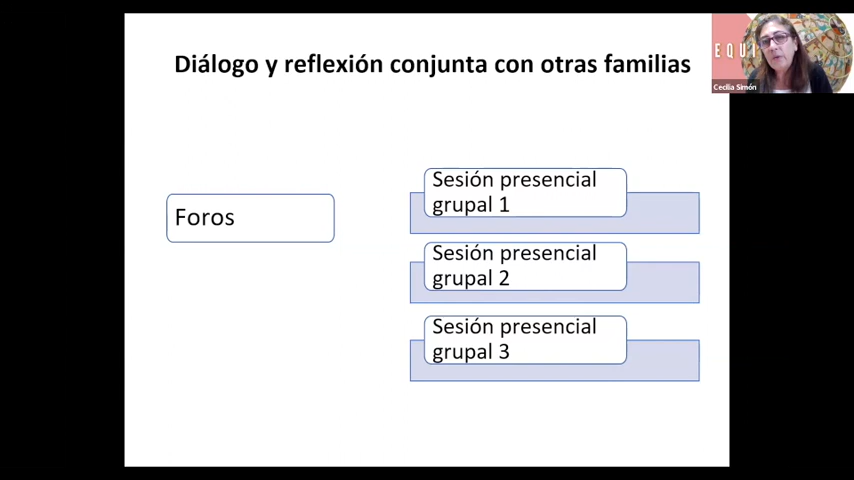 Diálogo y reflexión conjunta con otras familias
EQUI
Cecilia Simón
Foros
Sesión presencial
grupal 1
Sesión presencial
grupal 2
Sesión presencial
grupal 3